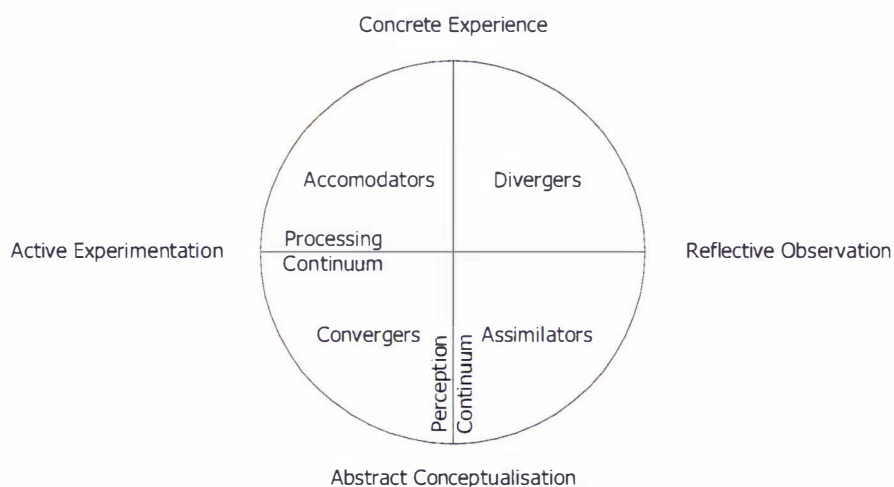 Concrete Experience
Accomodators
Divergers
Active Experimentation
Processing
Continuum
Reflective Observation
Convergers
Assimilators
Perception
Continuum
Abstract Conceptualisation